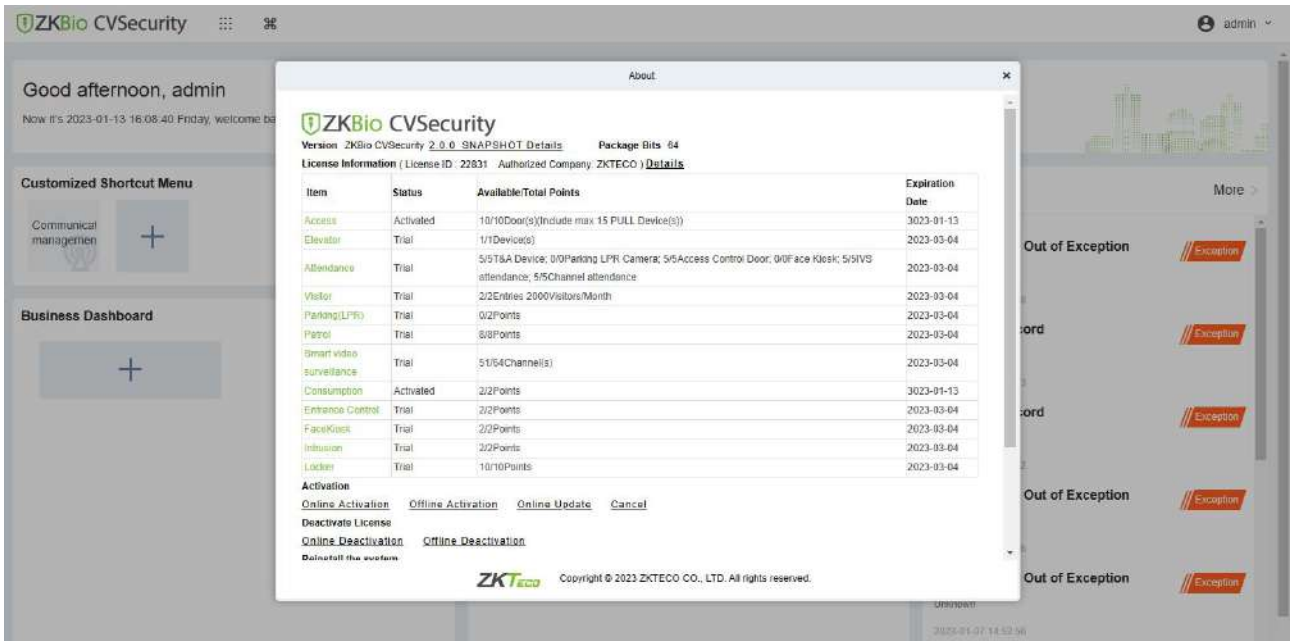 ZKBio CVSecurity
admin
Good afternoon, admin
Now it's 2023-01-13 16:08:40 Friday, welcome ba
Customized Shortcut Menu
Communicat
managemen
Business Dashboard
About
×
ZKBio CVSecurity
Version ZKBio CVSecurity 2.0.0_SNAPSHOT Details Package Bits 64
License Information ( License ID : 22831 Authorized Company: ZKTECO ) Details
Item Status Available/Total Points Expiration Date
Access Activated 10/10Door(s)(Include max 15 PULL Device(s)) 3023-01-13
Elevator Trial 1/1Device(s) 2023-03-04
Attendance Trial 5/5T&A Device; 0/0Parking LPR Camera; 5/5Access Control Door; 0/0Face Kiosk; 5/5IVS 2023-03-04
attendance; 5/5Channel attendance
Visitor Trial 2/2Entries 2000Visitors/Month 2023-03-04
Parking(LPR) Trial 0/2Points 2023-03-04
Patrol Trial 8/8Points 2023-03-04
Smart video
surveillance Trial 51/64Channel(s) 2023-03-04
Consumption Activated 2/2Points 3023-01-13
Entrance Control Trial 2/2Points 2023-03-04
FaceKiosk Trial 2/2Points 2023-03-04
Intrusion Trial 2/2Points 2023-03-04
Locker Trial 10/10Points 2023-03-04
Activation
Online Activation Offline Activation Online Update Cancel
Deactivate License
Online Deactivation Offline Deactivation
Reinstall the system
ZKTeco Copyright © 2023 ZKTECO CO., LTD. All rights reserved.
More >
Out of Exception Exception
ord Exception
ord Exception
Out of Exception Exception
Out of Exception Exception
Unknown
2023-01-07 14:52:56